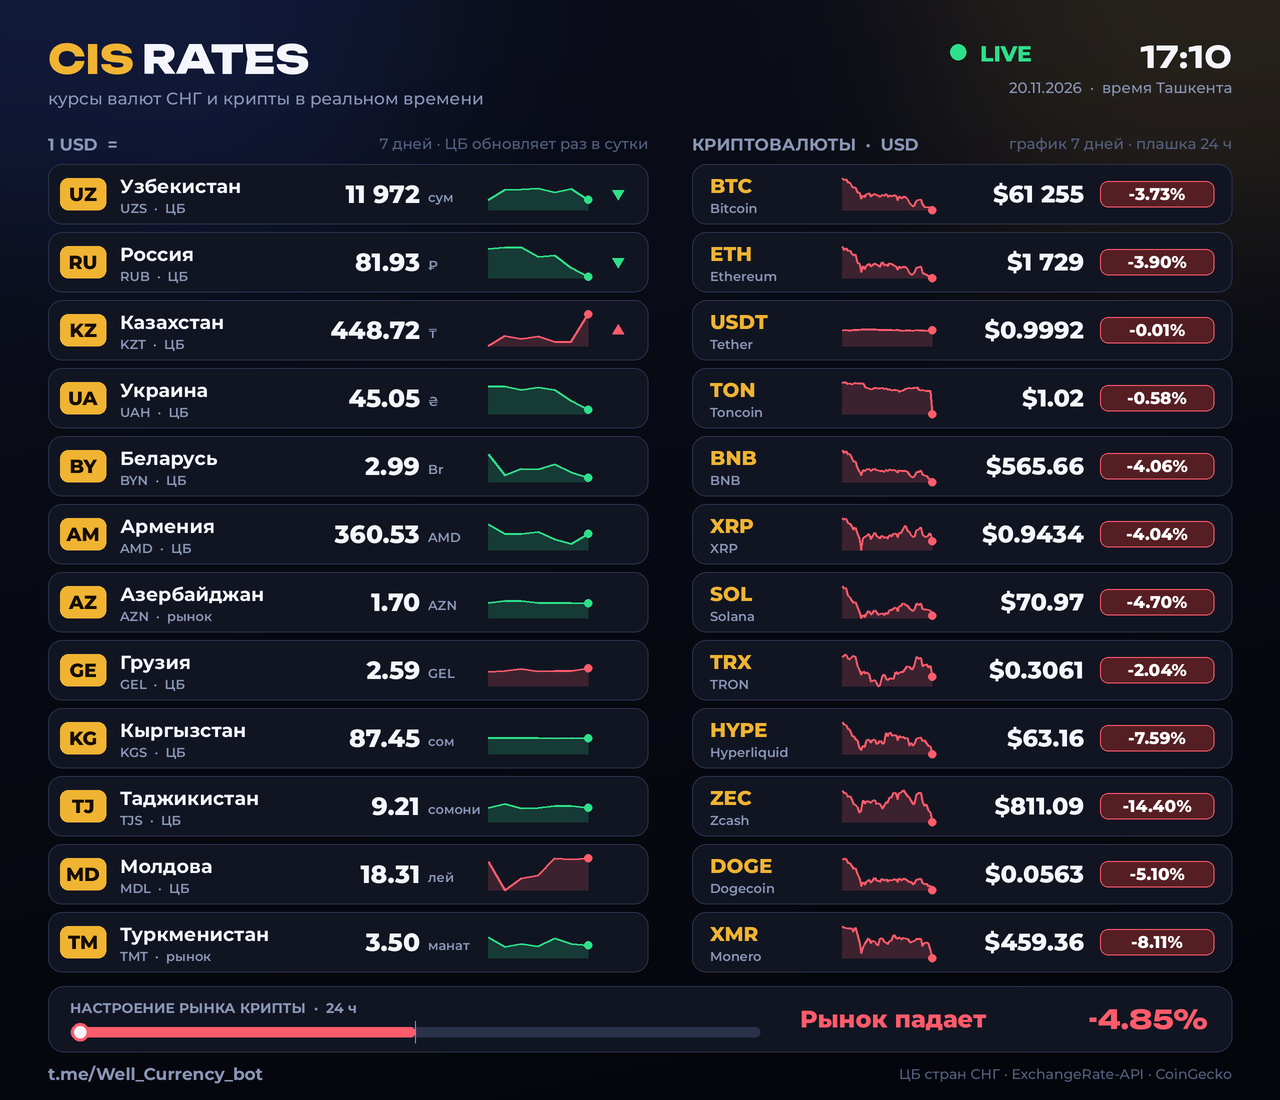 CIS RATES
курсы валют СНГ и крипты в реальном времени
LIVE 17:10
20.11.2026 · время Ташкента
1 USD = 7 дней · ЦБ обновляет раз в сутки
UZ Узбекистан 11 972 сум
UZS · ЦБ
RU Россия 81.93 ₽
RUB · ЦБ
KZ Казахстан 448.72 ₸
KZT · ЦБ
UA Украина 45.05 ₴
UAH · ЦБ
BY Беларусь 2.99 Br
BYN · ЦБ
AM Армения 360.53 AMD
AMD · ЦБ
AZ Азербайджан 1.70 AZN
AZN · рынок
GE Грузия 2.59 GEL
GEL · ЦБ
KG Кыргызстан 87.45 сом
KGS · ЦБ
TJ Таджикистан 9.21 сомони
TJS · ЦБ
MD Молдова 18.31 лей
MDL · ЦБ
TM Туркменистан 3.50 манат
TMT · рынок
КРИПТОВАЛЮТЫ · USD график 7 дней · плашка 24 ч
BTC $61 255 -3.73%
Bitcoin
ETH $1 729 -3.90%
Ethereum
USDT $0.9992 -0.01%
Tether
TON $1.02 -0.58%
Toncoin
BNB $565.66 -4.06%
BNB
XRP $0.9434 -4.04%
XRP
SOL $70.97 -4.70%
Solana
TRX $0.3061 -2.04%
TRON
HYPE $63.16 -7.59%
Hyperliquid
ZEC $811.09 -14.40%
Zcash
DOGE $0.0563 -5.10%
Dogecoin
XMR $459.36 -8.11%
Monero
НАСТРОЕНИЕ РЫНКА КРИПТЫ · 24 ч
Рынок падает -4.85%
t.me/Well_Currency_bot
ЦБ стран СНГ · ExchangeRate-API · CoinGecko